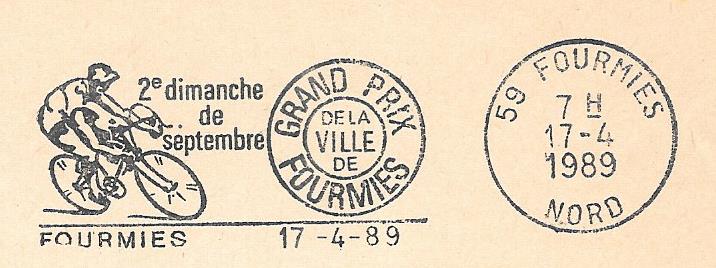 2e dimanche
de
septembre
GRAND PRIX
DE LA
VILLE
DE
FOURMIES
FOURMIES 17-4-89
59 FOURMIES
7 H
17-4
1989
NORD